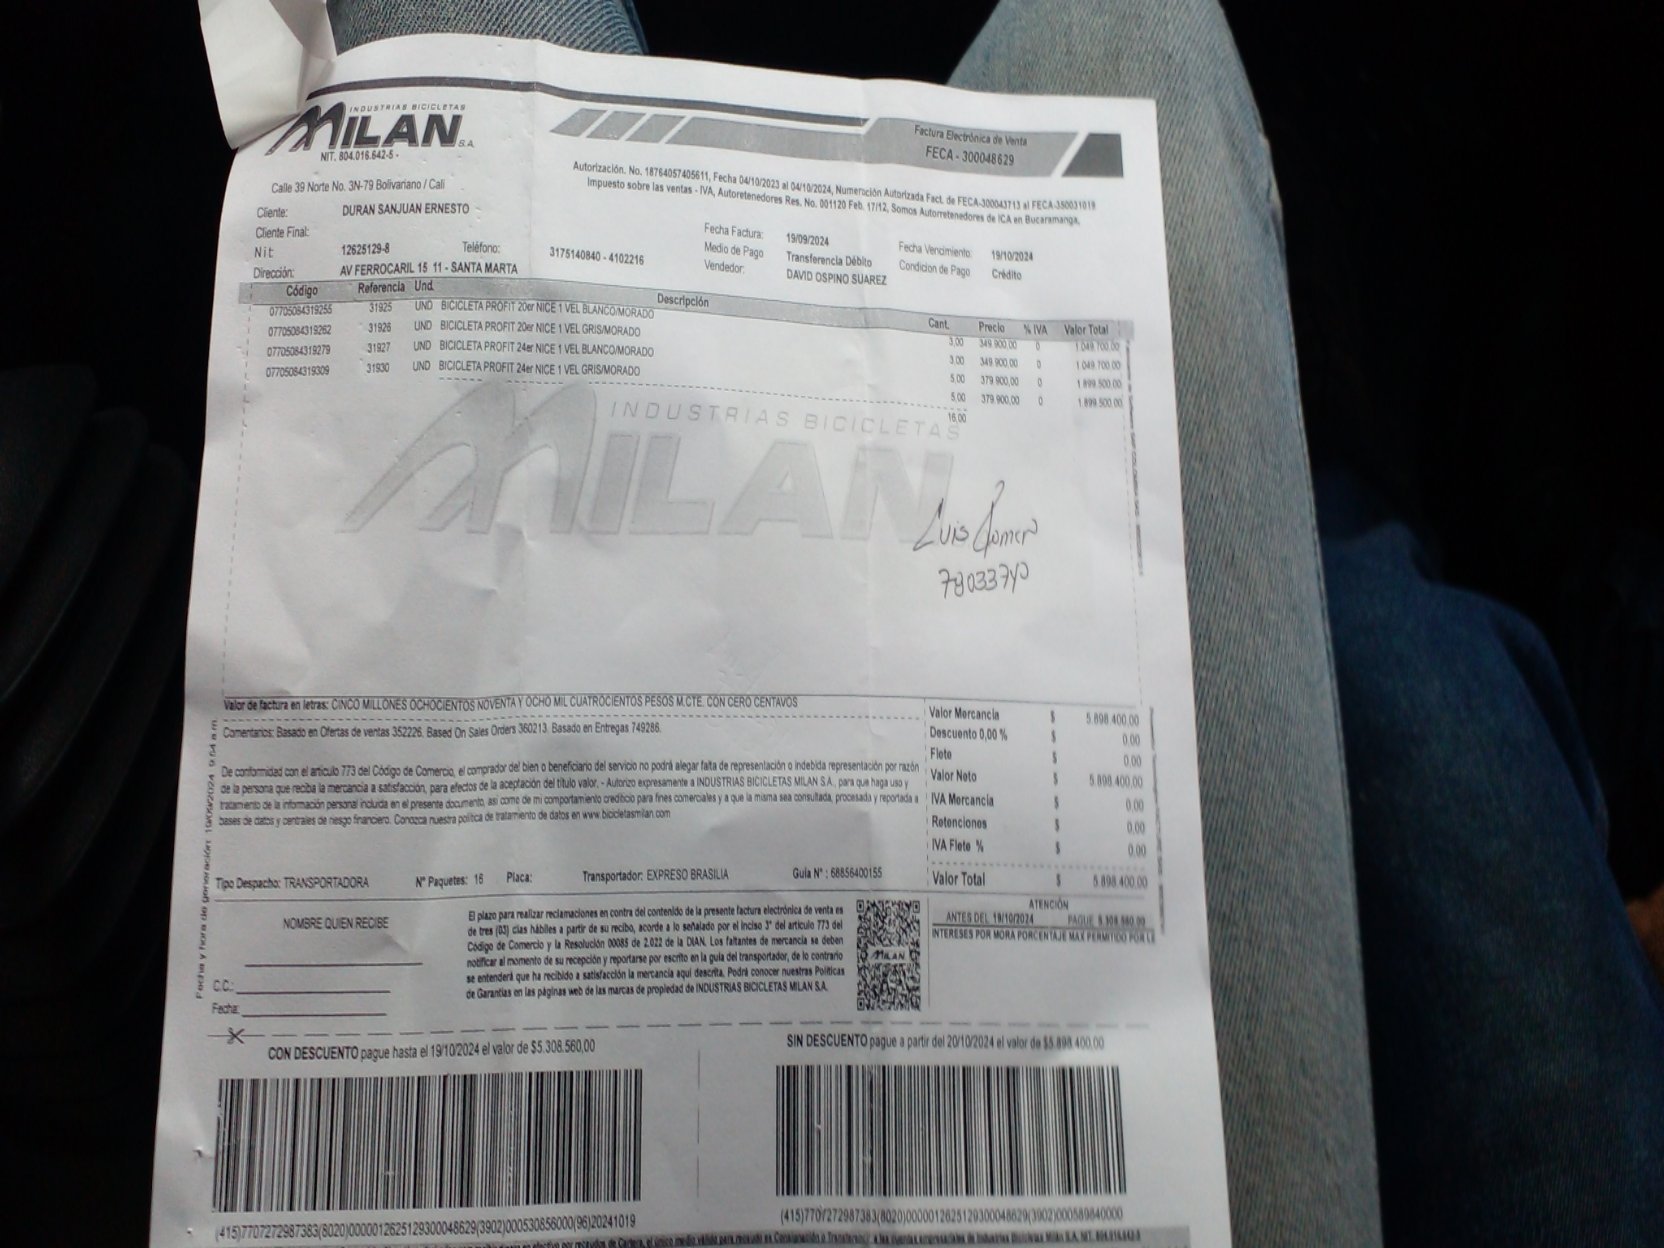 INDUSTRIAS BICICLETAS
MILAN S.A.
NIT. 804.016.642-5 -
Factura Electrónica de Venta
FECA - 300048629
Calle 39 Norte No. 3N-79 Bolivariano / Cali
Autorización. No. 18764057405611, Fecha 04/10/2023 al 04/10/2024, Numeración Autorizada Fact. de FECA-300043713 al FECA-350031019
Impuesto sobre las ventas - IVA, Autoretenedores Res. No. 001120 Feb. 17/12, Somos Autorretenedores de ICA en Bucaramanga,
Cliente: DURAN SANJUAN ERNESTO
Cliente Final:
Nit 12625129-8 Teléfono: 3175140840 - 4102216
Dirección: AV FERROCARIL 15 11 - SANTA MARTA
Fecha Factura: 19/09/2024 Fecha Vencimiento: 19/10/2024
Medio de Pago Transferencia Débito Condicion de Pago Crédito
Vendedor: DAVID OSPINO SUAREZ
Código Referencia Und. Descripción Cant. Precio % IVA Valor Total
07705084319255 31925 UND BICICLETA PROFIT 20er NICE 1 VEL BLANCO/MORADO 3,00 349.900,00 0 1.049.700,00
07705084319262 31926 UND BICICLETA PROFIT 20er NICE 1 VEL GRIS/MORADO 3,00 349.900,00 0 1.049.700,00
07705084319279 31927 UND BICICLETA PROFIT 24er NICE 1 VEL BLANCO/MORADO 5,00 379.900,00 0 1.899.500,00
07705084319309 31930 UND BICICLETA PROFIT 24er NICE 1 VEL GRIS/MORADO 5,00 379.900,00 0 1.899.500,00
16,00
INDUSTRIAS BICICLETAS
MILAN
Luis
Valor de factura en letras: CINCO MILLONES OCHOCIENTOS NOVENTA Y OCHO MIL CUATROCIENTOS PESOS M.CTE. CON CERO CENTAVOS
Comentarios: Basado en Ofertas de ventas 352226. Based On Sales Orders 360213. Basado en Entregas 749286.
De conformidad con el artículo 773 del Código de Comercio, el comprador del bien o beneficiario del servicio no podrá alegar falta de representación o indebida representación por razón
de la persona que reciba la mercancía a satisfacción, para efectos de la aceptación del título valor. - Autorizo expresamente a INDUSTRIAS BICICLETAS MILAN S.A., para que haga uso y
tratamiento de la información personal incluida en el presente documento, así como de mi comportamiento crediticio para fines comerciales y a que la misma sea consultada, procesada y reportada a
bases de datos y centrales de riesgo financiero. Conozca nuestra política de tratamiento de datos en www.bicicletasmilan.com
Valor Mercancia $ 5.898.400,00
Descuento 0,00 % $ 0.00
Flete $ 0.00
Valor Neto $ 5.898.400,00
IVA Mercancia $ 0,00
Retenciones $ 0.00
IVA Flete % $ 0,00
Valor Total $ 5.898.400,00
Tipo Despacho: TRANSPORTADORA N° Paquetes: 16 Placa: Transportador: EXPRESO BRASILIA Guía N° : 68856400155
Fecha y hora de generación: 19/09/2024 9:54 a.m.
NOMBRE QUIEN RECIBE
C.C.:
Fecha:
El plazo para realizar reclamaciones en contra del contenido de la presente factura electrónica de venta es
de tres (03) días hábiles a partir de su recibo, acorde a lo señalado por el inciso 3° del artículo 773 del
Código de Comercio y la Resolución 00085 de 2.022 de la DIAN. Los faltantes de mercancía se deben
notificar al momento de su recepción y reportarse por escrito en la guía del transportador, de lo contrario
se entenderá que ha recibido a satisfacción la mercancía aquí descrita. Podrá conocer nuestras Políticas
de Garantías en las páginas web de las marcas de propiedad de INDUSTRIAS BICICLETAS MILAN S.A.
MILAN
ATENCIÓN
ANTES DEL 19/10/2024 PAGUE 5.308.560,00
INTERESES POR MORA PORCENTAJE MAX PERMITIDO POR LE
CON DESCUENTO pague hasta el 19/10/2024 el valor de $5.308.560,00
SIN DESCUENTO pague a partir del 20/10/2024 el valor de $5.898.400,00
(415)7707272987383(8020)000001262512930004​8629(3902)000530856000(96)20241019
(415)7707272987383(8020)0000012625129300048629(3902)000589840000